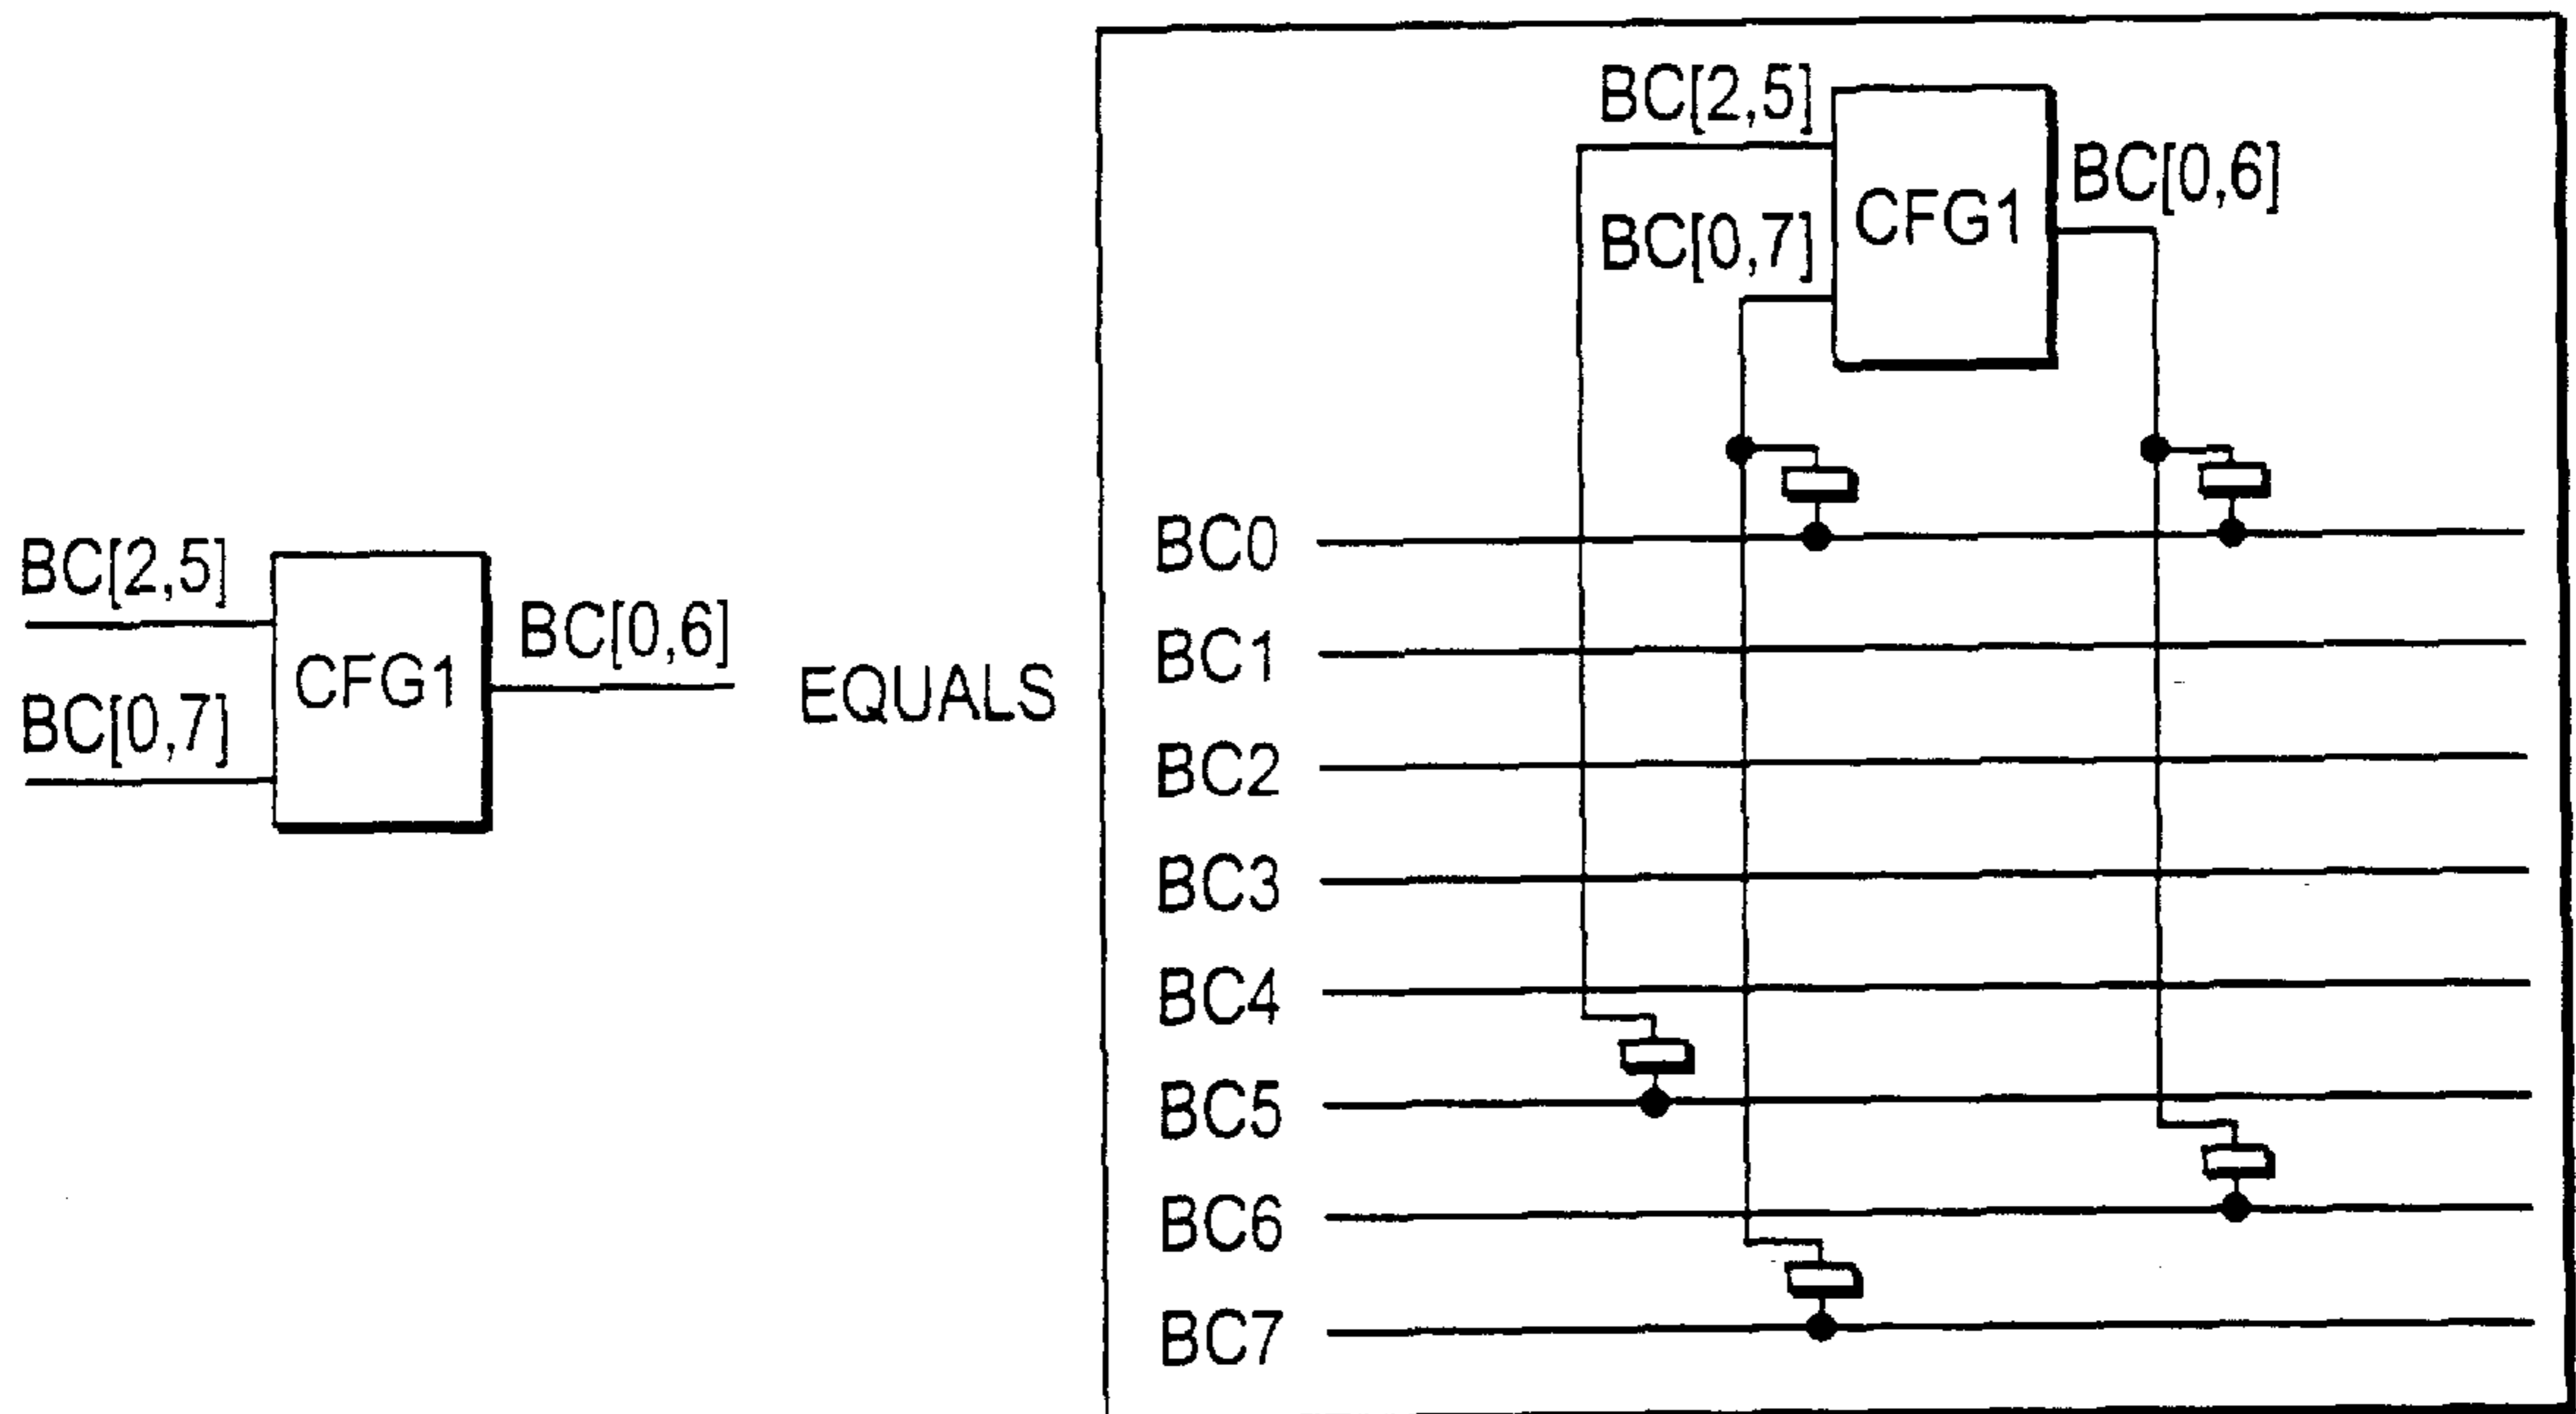 BC[2,5]
BC[0,7]
CFG1
BC[0,6]
EQUALS
BC[2,5]
BC[0,7]
CFG1
BC[0,6]
BC0
BC1
BC2
BC3
BC4
BC5
BC6
BC7